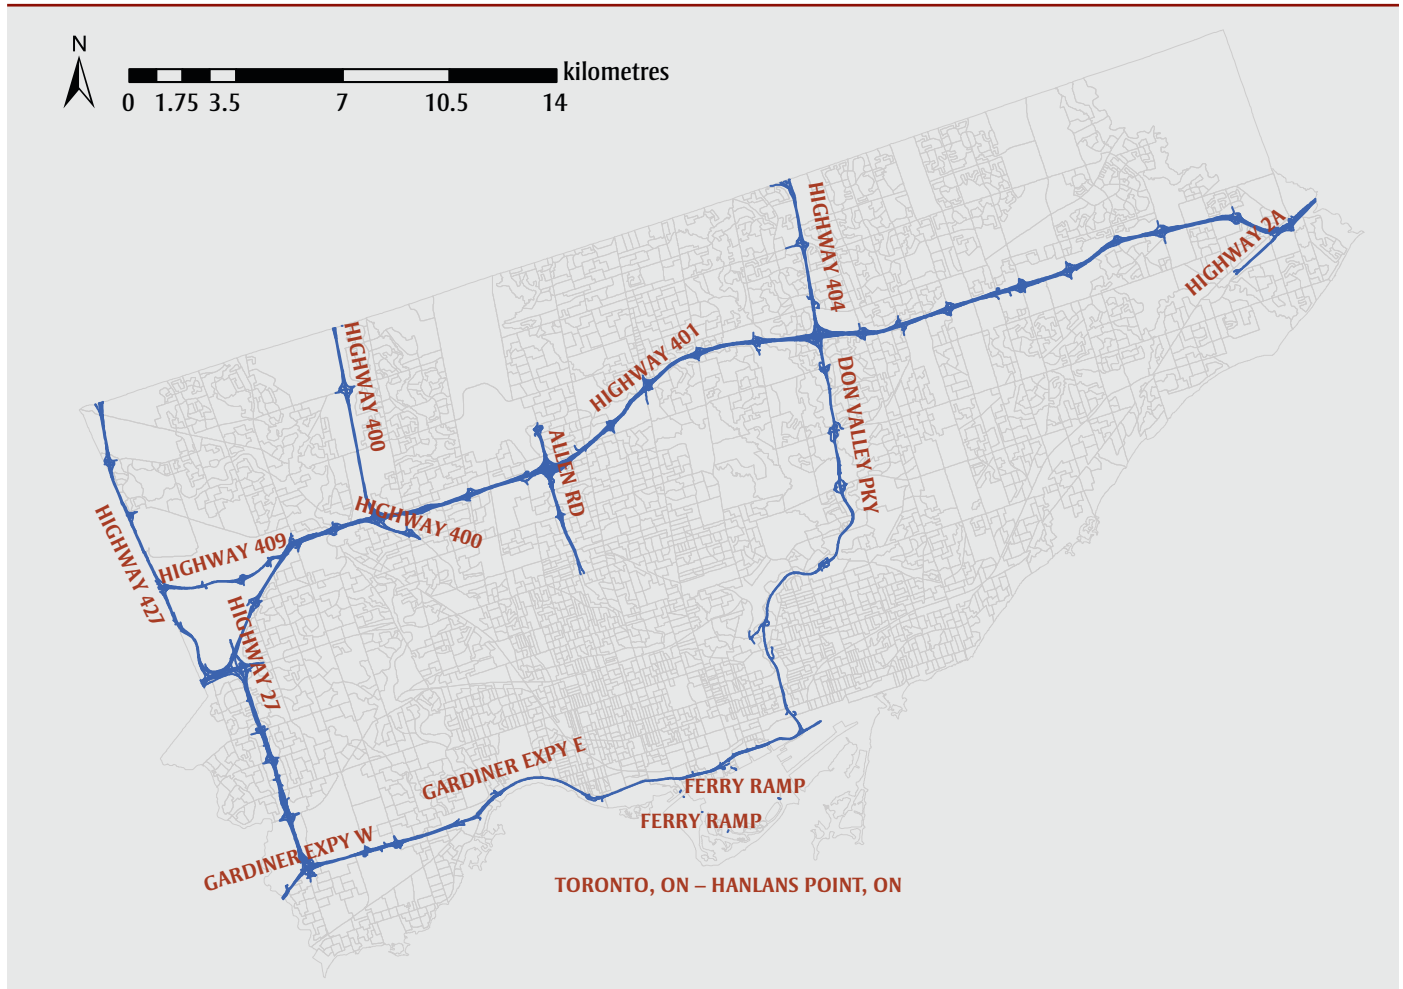 N
kilometres
0 1.75 3.5 7 10.5 14
HIGHWAY 404
HIGHWAY 2A
HIGHWAY 400
HIGHWAY 401
DON VALLEY PKY
ALLEN RD
HIGHWAY 400
HIGHWAY 409
HIGHWAY 427
HIGHWAY 27
GARDINER EXPY E
FERRY RAMP
FERRY RAMP
GARDINER EXPY W
TORONTO, ON – HANLANS POINT, ON